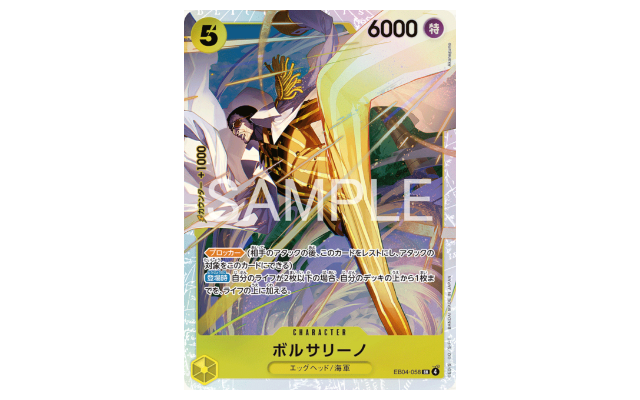 5
6000 特
カウンター +1000
SAMPLE
ブロッカー (相手のアタックの後、このカードをレストにし、アタックの
対象をこのカードにできる)
登場時 自分のライフが2枚以下の場合、自分のデッキの上から1枚ま
でを、ライフの上に加える。
CHARACTER
ボルサリーノ
エッグヘッド/海軍
EB04-058